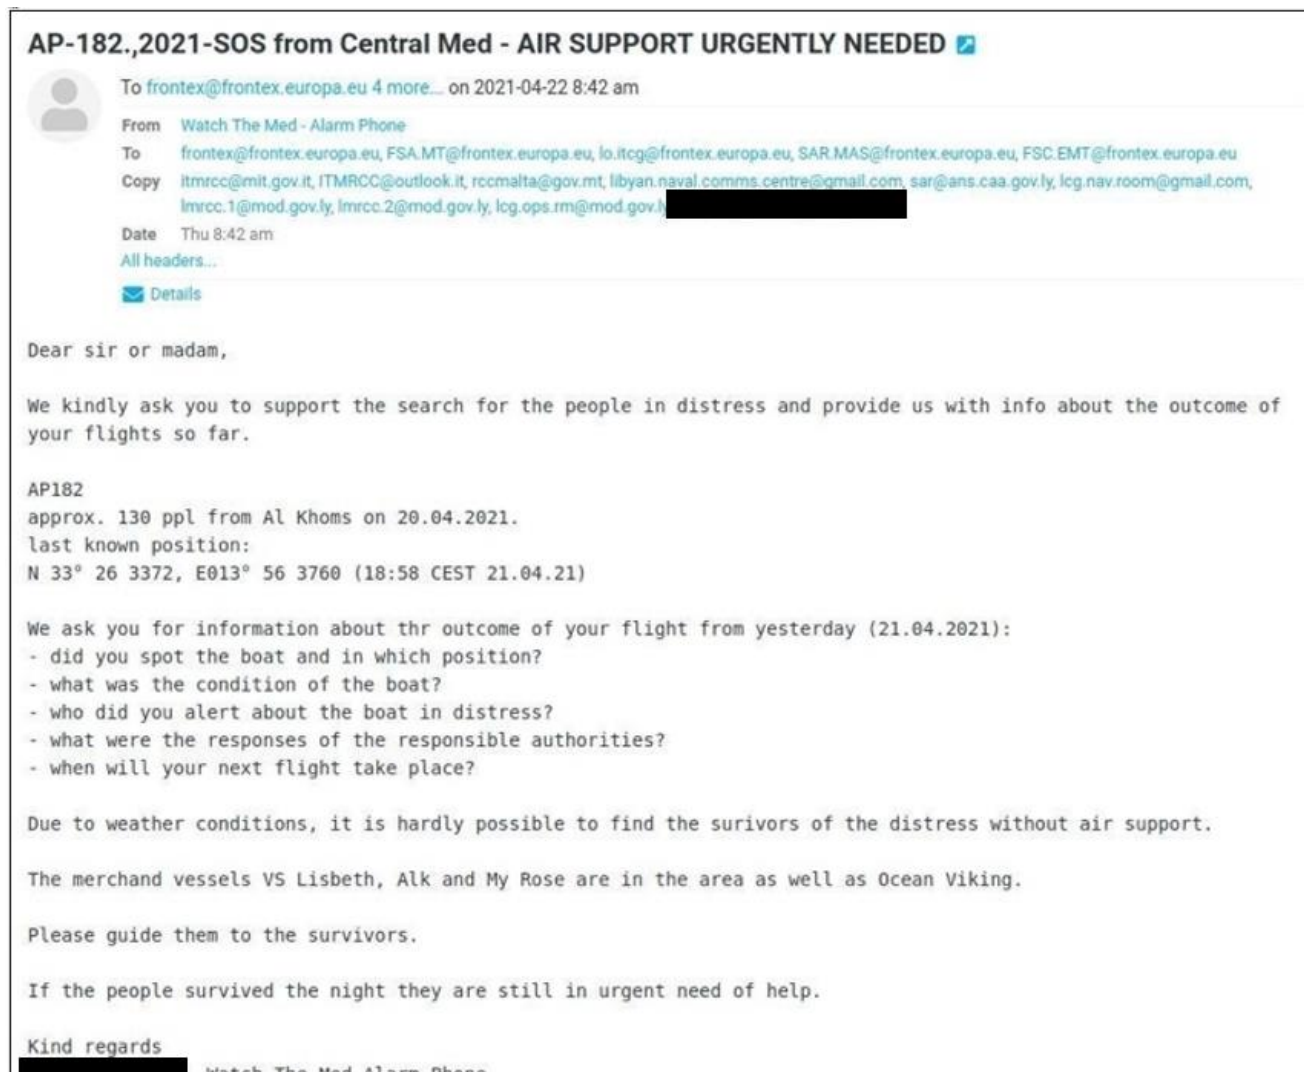 AP-182.,2021-SOS from Central Med - AIR SUPPORT URGENTLY NEEDED
To frontex@frontex.europa.eu 4 more... on 2021-04-22 8:42 am
From Watch The Med - Alarm Phone
To frontex@frontex.europa.eu, FSA.MT@frontex.europa.eu, lo.itcg@frontex.europa.eu, SAR.MAS@frontex.europa.eu, FSC.EMT@frontex.europa.eu
Copy itmrcc@mit.gov.it, ITMRCC@outlook.it, rccmalta@gov.mt, libyan.naval.comms.centre@gmail.com, sar@ans.caa.gov.ly, lcg.nav.room@gmail.com,
lmrcc.1@mod.gov.ly, lmrcc.2@mod.gov.ly, lcg.ops.rm@mod.gov.ly
Date Thu 8:42 am
All headers...
Details
Dear sir or madam,
We kindly ask you to support the search for the people in distress and provide us with info about the outcome of
your flights so far.
AP182
approx. 130 ppl from Al Khoms on 20.04.2021.
last known position:
N 33° 26 3372, E013° 56 3760 (18:58 CEST 21.04.21)
We ask you for information about thr outcome of your flight from yesterday (21.04.2021):
- did you spot the boat and in which position?
- what was the condition of the boat?
- who did you alert about the boat in distress?
- what were the responses of the responsible authorities?
- when will your next flight take place?
Due to weather conditions, it is hardly possible to find the surivors of the distress without air support.
The merchand vessels VS Lisbeth, Alk and My Rose are in the area as well as Ocean Viking.
Please guide them to the survivors.
If the people survived the night they are still in urgent need of help.
Kind regards
Watch The Med Alarm Phone